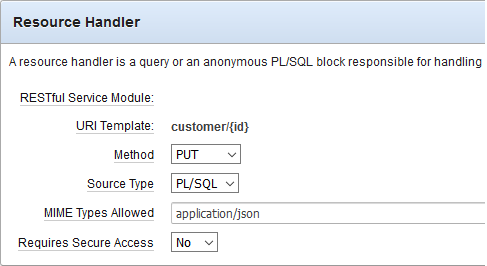 Resource Handler
A resource handler is a query or an anonymous PL/SQL block responsible for handling
RESTful Service Module:
URI Template: customer/{id}
Method PUT
Source Type PL/SQL
MIME Types Allowed application/json
Requires Secure Access No